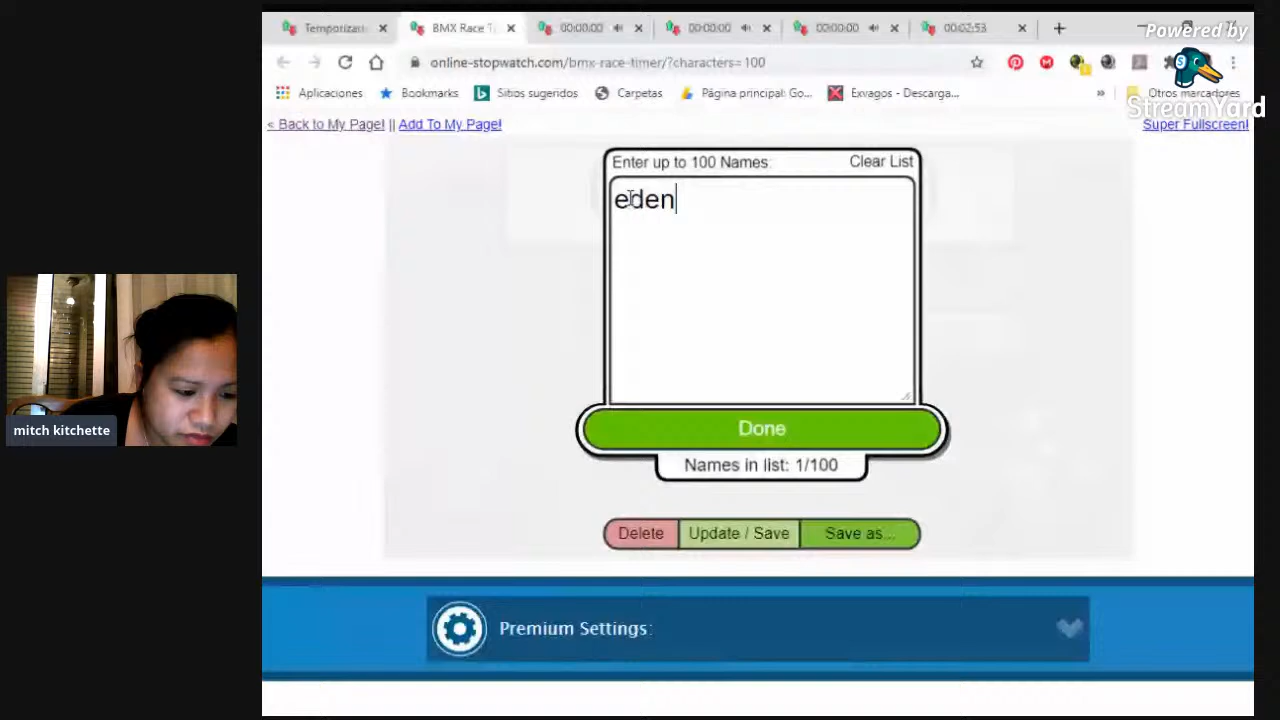 Temporiza
BMX Race T
00:00:00
00:00:00
00:00:00
00:02:53
Powered by
online-stopwatch.com/bmx-race-timer/?characters=100
StreamYard
Aplicaciones
Bookmarks
Sitios sugeridos
Carpetas
Página principal: Go...
Exvagos - Descarga...
»
Otros marcadores
< Back to My Page! || Add To My Page!
Super Fullscreen!
Enter up to 100 Names:
Clear List
eden
Done
Names in list: 1/100
Delete
Update / Save
Save as...
mitch kitchette
Premium Settings: